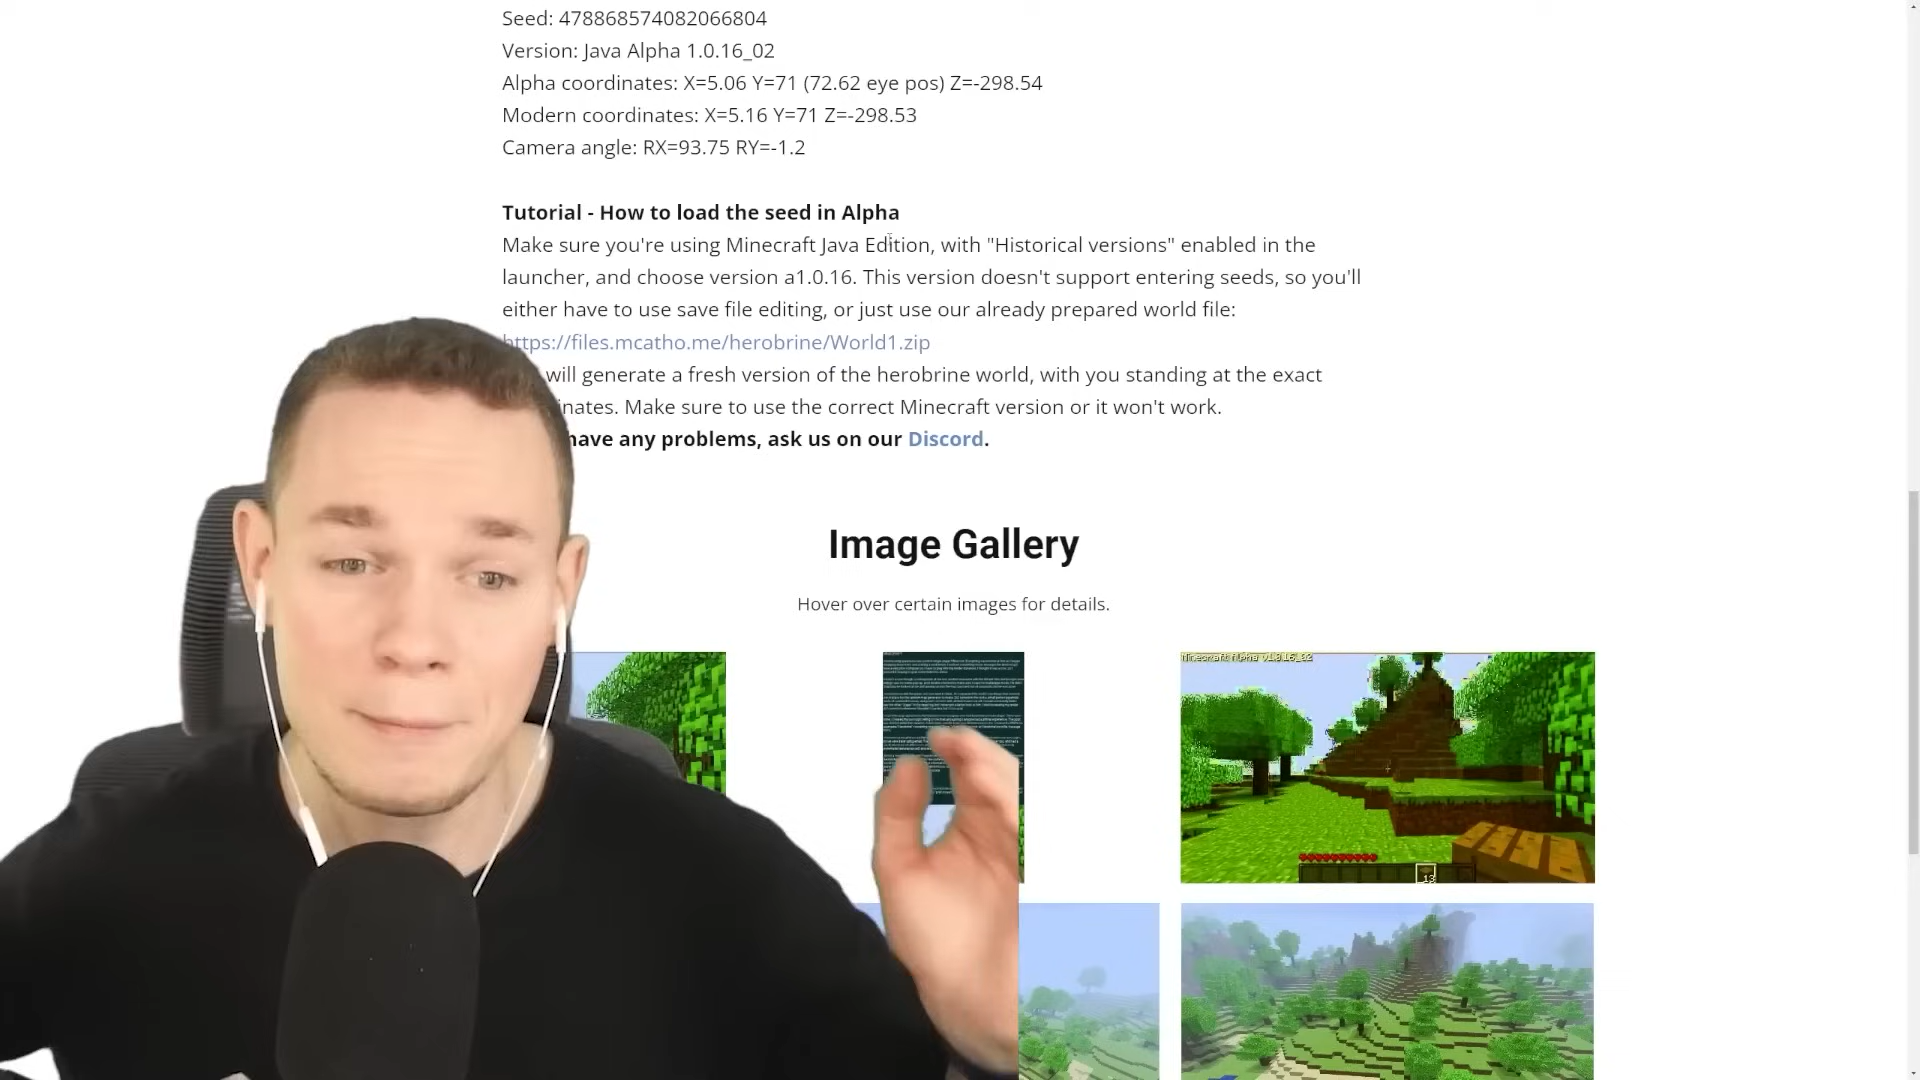 Seed: 478868574082066804
Version: Java Alpha 1.0.16_02
Alpha coordinates: X=5.06 Y=71 (72.62 eye pos) Z=-298.54
Modern coordinates: X=5.16 Y=71 Z=-298.53
Camera angle: RX=93.75 RY=-1.2
Tutorial - How to load the seed in Alpha
Make sure you're using Minecraft Java Edition, with "Historical versions" enabled in the
launcher, and choose version a1.0.16. This version doesn't support entering seeds, so you'll
either have to use save file editing, or just use our already prepared world file:
https://files.mcatho.me/herobrine/World1.zip
will generate a fresh version of the herobrine world, with you standing at the exact
inates. Make sure to use the correct Minecraft version or it won't work.
have any problems, ask us on our Discord.
Image Gallery
Hover over certain images for details.
Minecraft Alpha v1.0.16_02
13